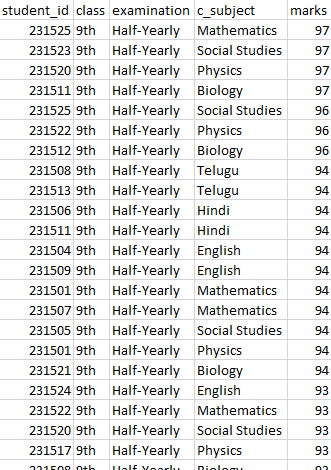 student_id class examination c_subject marks
231525 9th Half-Yearly Mathematics 97
231523 9th Half-Yearly Social Studies 97
231520 9th Half-Yearly Physics 97
231511 9th Half-Yearly Biology 97
231525 9th Half-Yearly Social Studies 96
231522 9th Half-Yearly Physics 96
231512 9th Half-Yearly Biology 96
231508 9th Half-Yearly Telugu 94
231513 9th Half-Yearly Telugu 94
231506 9th Half-Yearly Hindi 94
231511 9th Half-Yearly Hindi 94
231504 9th Half-Yearly English 94
231509 9th Half-Yearly English 94
231501 9th Half-Yearly Mathematics 94
231507 9th Half-Yearly Mathematics 94
231505 9th Half-Yearly Social Studies 94
231501 9th Half-Yearly Physics 94
231521 9th Half-Yearly Biology 94
231524 9th Half-Yearly English 93
231522 9th Half-Yearly Mathematics 93
231520 9th Half-Yearly Social Studies 93
231517 9th Half-Yearly Physics 93
9th Half-Yearly Biology